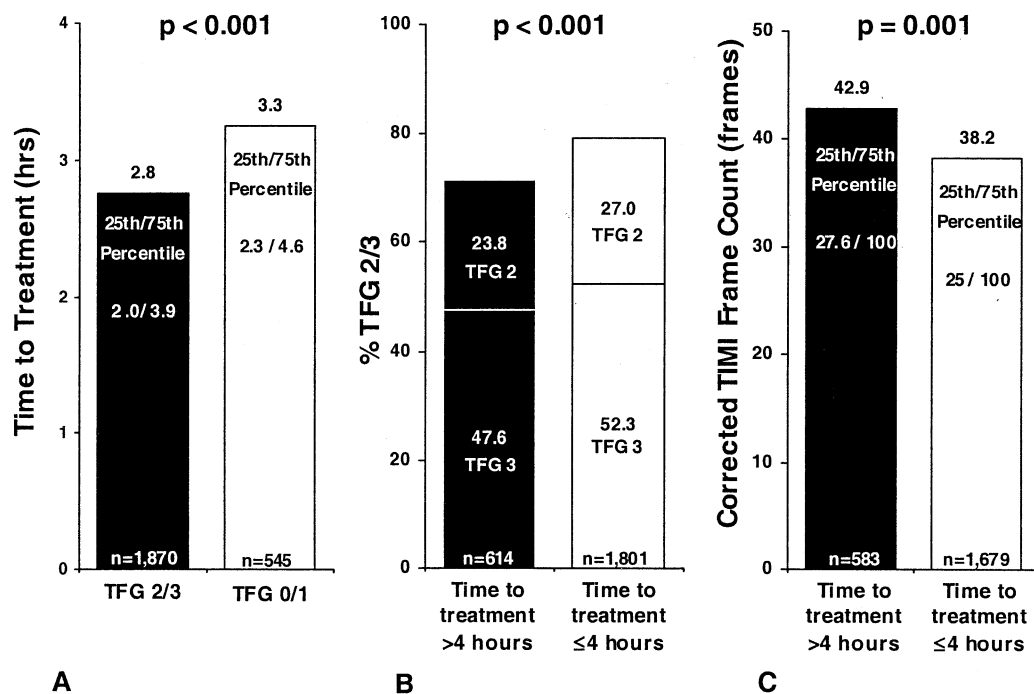 p < 0.001
Time to Treatment (hrs)
4
3
2
1
0
2.8
25th/75th
Percentile
2.0/3.9
n=1,870
TFG 2/3
3.3
25th/75th
Percentile
2.3 / 4.6
n=545
TFG 0/1
A
p < 0.001
% TFG 2/3
100
80
60
40
20
0
23.8
TFG 2
47.6
TFG 3
n=614
Time to
treatment
>4 hours
27.0
TFG 2
52.3
TFG 3
n=1,801
Time to
treatment
≤4 hours
B
p = 0.001
Corrected TIMI Frame Count (frames)
50
40
30
20
10
0
42.9
25th/75th
Percentile
27.6 / 100
n=583
Time to
treatment
>4 hours
38.2
25th/75th
Percentile
25 / 100
n=1,679
Time to
treatment
≤4 hours
C